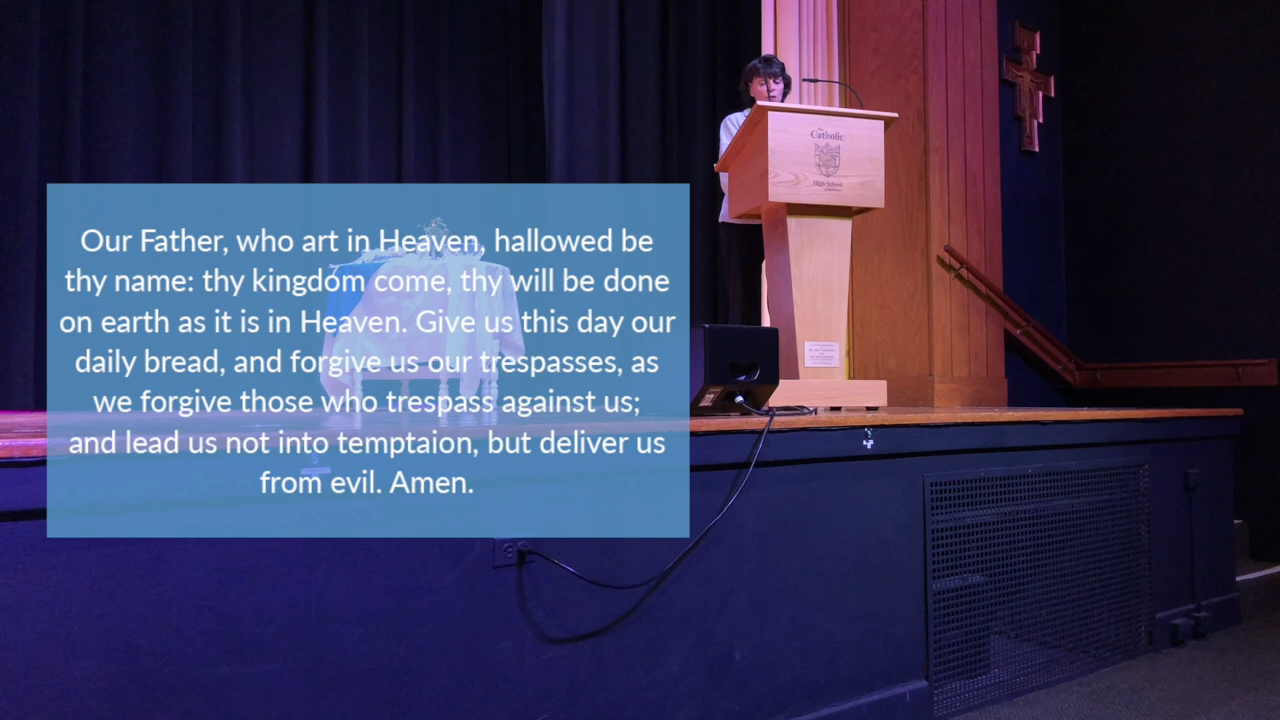 Our Father, who art in Heaven, hallowed be
thy name: thy kingdom come, thy will be done
on earth as it is in Heaven. Give us this day our
daily bread, and forgive us our trespasses, as
we forgive those who trespass against us;
and lead us not into temptaion, but deliver us
from evil. Amen.
The
Catholic
High School